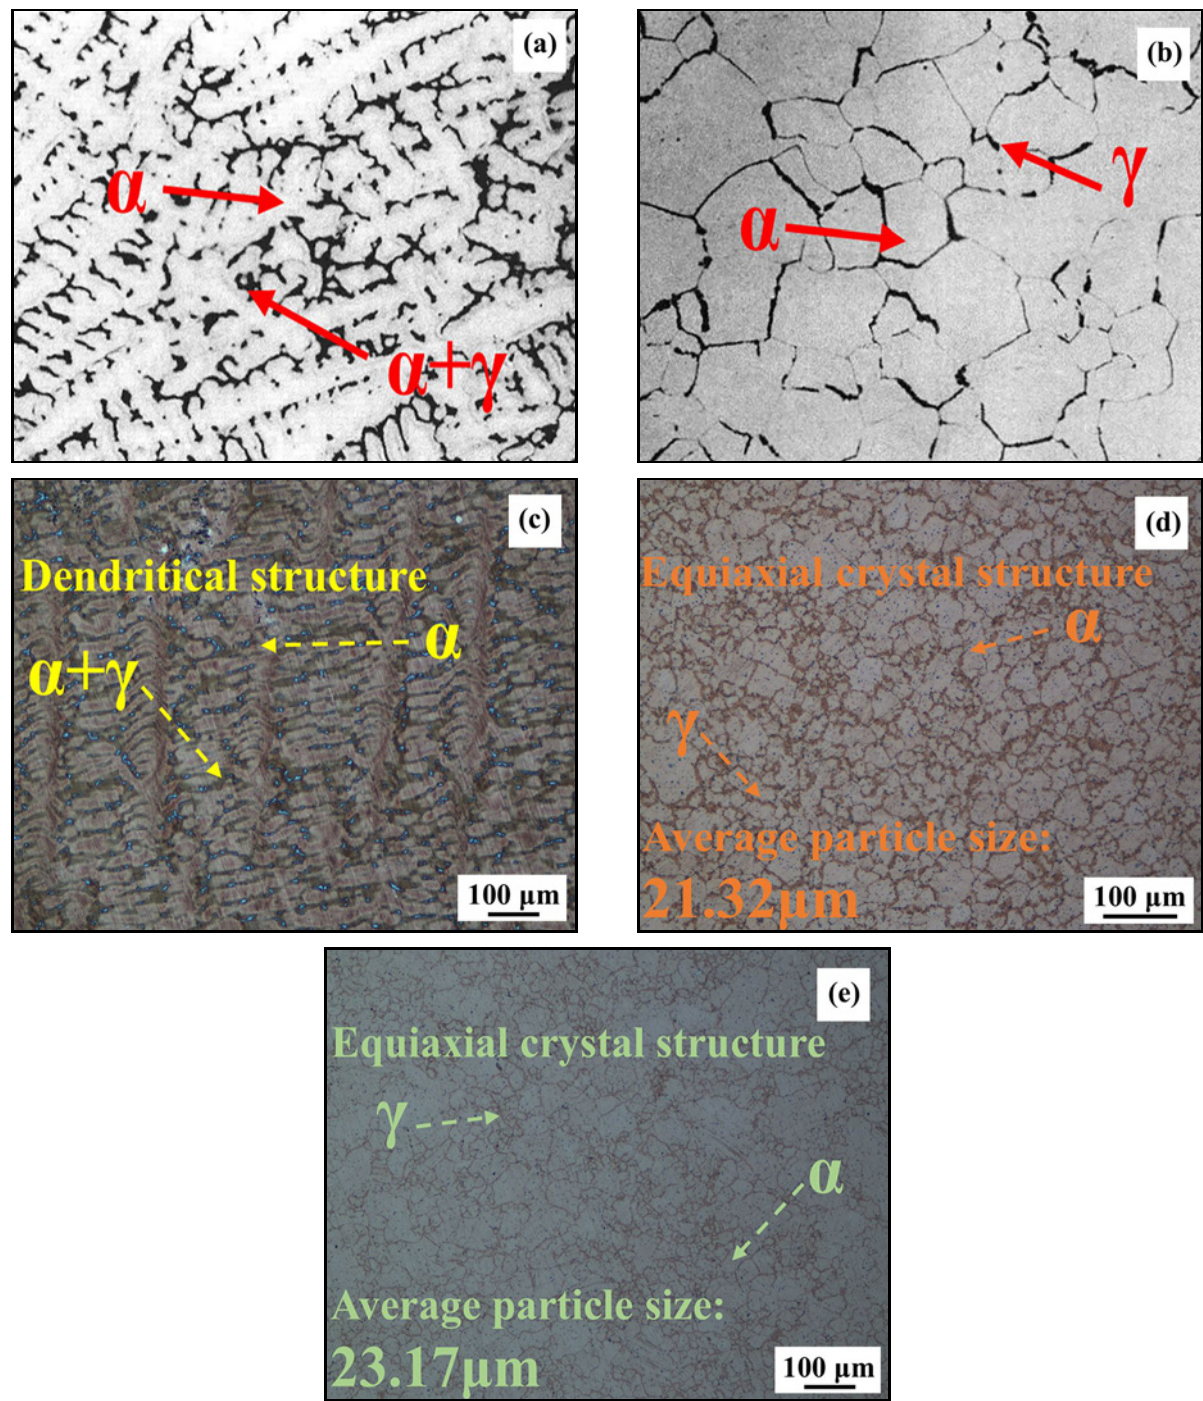 (a)
α
α+γ
(b)
γ
α
(c)
Dendritical structure
α
α+γ
100 μm
(d)
Equiaxial crystal structure
α
γ
Average particle size:
21.32μm
100 μm
(e)
Equiaxial crystal structure
γ
α
Average particle size:
23.17μm
100 μm